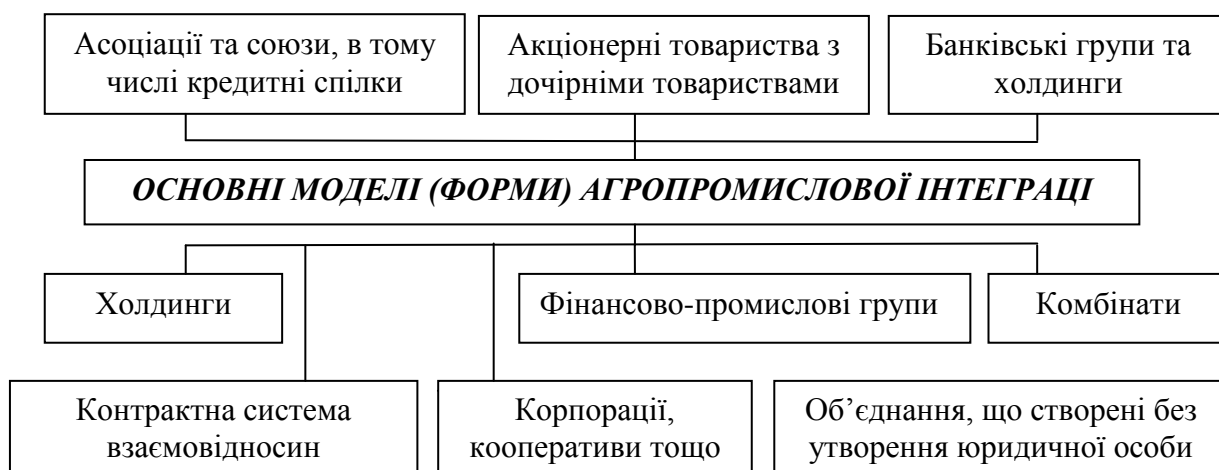 Асоціації та союзи, в тому
числі кредитні спілки
Акціонерні товариства з
дочірніми товариствами
Банківські групи та
холдинги
ОСНОВНІ МОДЕЛІ (ФОРМИ) АГРОПРОМИСЛОВОЇ ІНТЕГРАЦІ
Холдинги
Фінансово-промислові групи
Комбінати
Контрактна система
взаємовідносин
Корпорації,
кооперативи тощо
Об’єднання, що створені без
утворення юридичної особи